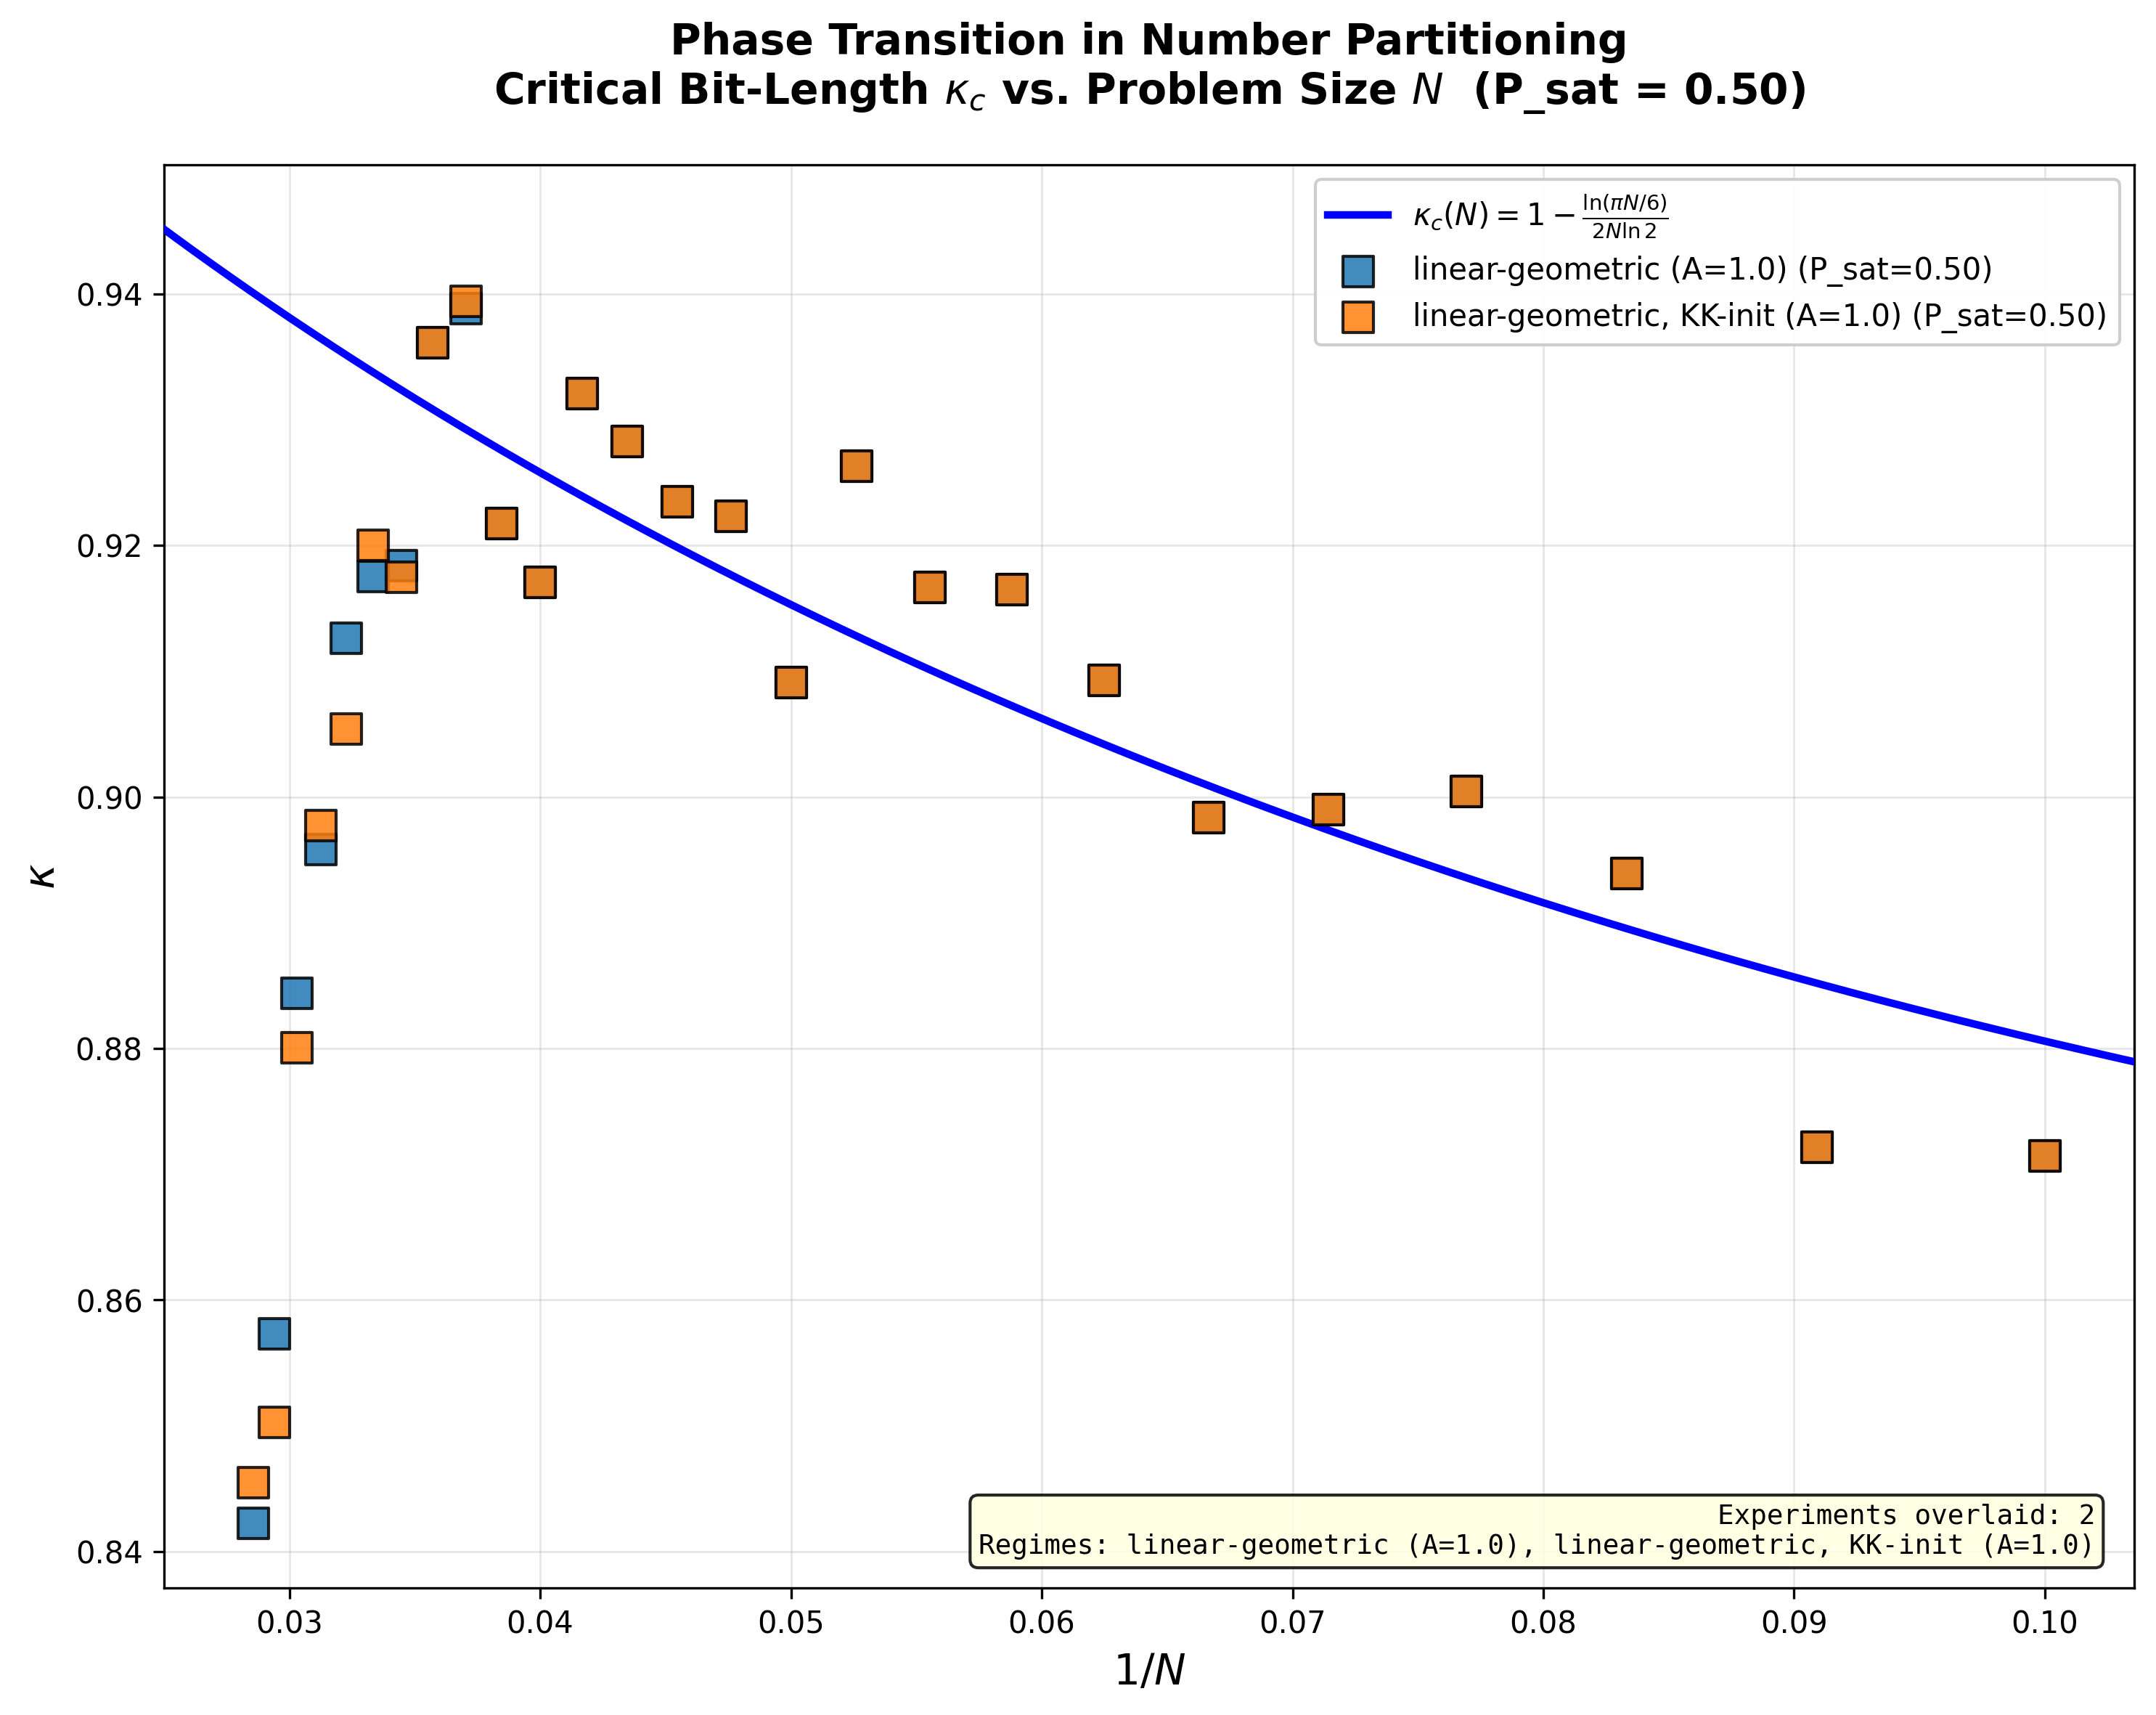 Phase Transition in Number Partitioning
Critical Bit-Length κc vs. Problem Size N (P_sat = 0.50)
κc(N) = 1 − ln(πN/6) / 2N ln 2
linear-geometric (A=1.0) (P_sat=0.50)
linear-geometric, KK-init (A=1.0) (P_sat=0.50)
0.94
0.92
0.90
0.88
0.86
0.84
κ
Experiments overlaid: 2
Regimes: linear-geometric (A=1.0), linear-geometric, KK-init (A=1.0)
0.03 0.04 0.05 0.06 0.07 0.08 0.09 0.10
1/N